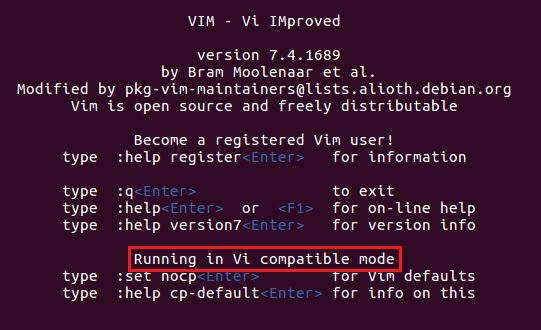 VIM - Vi IMproved
version 7.4.1689
by Bram Moolenaar et al.
Modified by pkg-vim-maintainers@lists.alioth.debian.org
Vim is open source and freely distributable
Become a registered Vim user!
type :help register<Enter> for information
type :q<Enter> to exit
type :help<Enter> or <F1> for on-line help
type :help version7<Enter> for version info
Running in Vi compatible mode
type :set nocp<Enter> for Vim defaults
type :help cp-default<Enter> for info on this